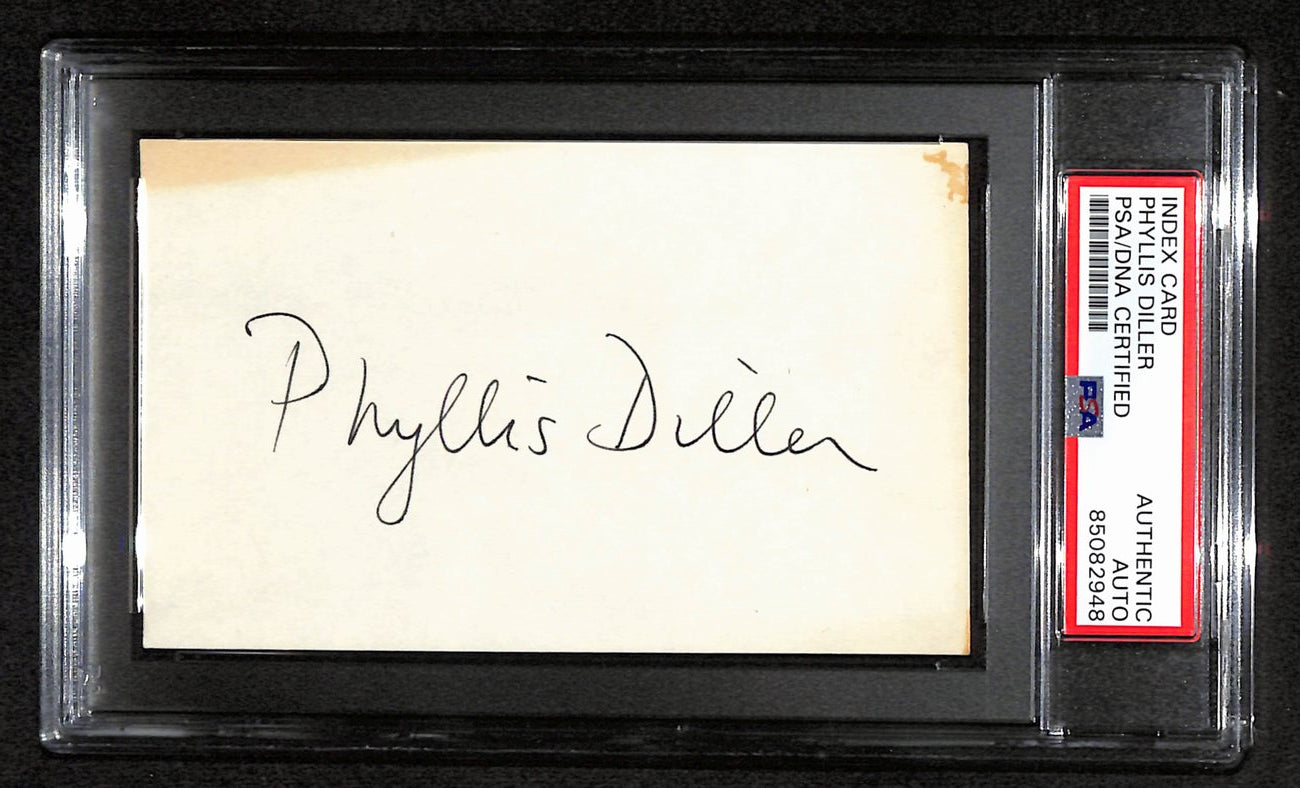 Phyllis Diller
INDEX CARD
PHYLLIS DILLER
PSA/DNA CERTIFIED
PSA
AUTHENTIC
AUTO
85082948